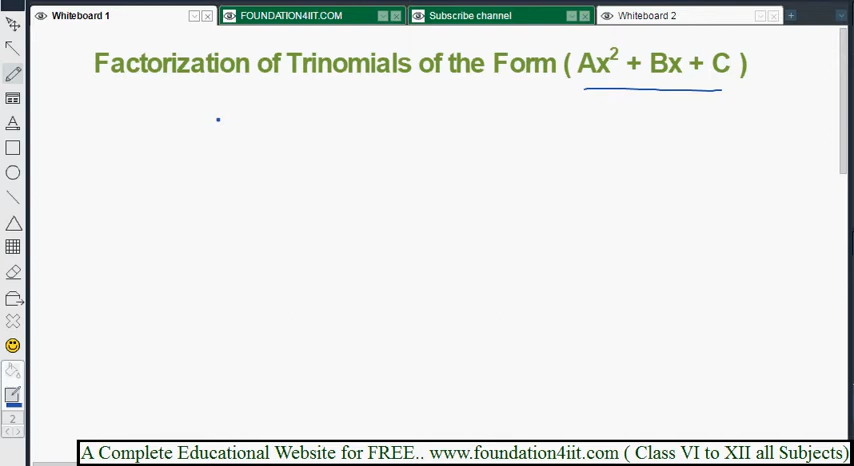 Whiteboard 1 FOUNDATION4IIT.COM Subscribe channel Whiteboard 2
Factorization of Trinomials of the Form ( Ax² + Bx + C )
2
A Complete Educational Website for FREE.. www.foundation4iit.com ( Class VI to XII all Subjects)